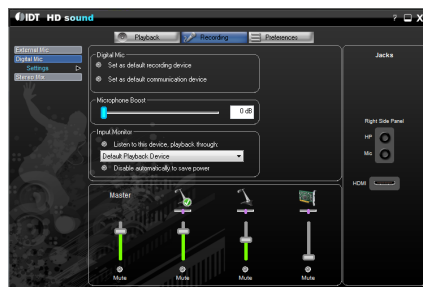 IDT HD sound
? X
Playback
Recording
Preferences
External Mic
Digital Mic
Settings
Stereo Mix
Digital Mic
Set as default recording device
Set as default communication device
Microphone Boost
0 dB
Input Monitor
Listen to this device, playback through:
Default Playback Device
Disable automatically to save power
Master
Mute
Mute
Mute
Mute
Jacks
Right Side Panel
HP
Mic
HDMI